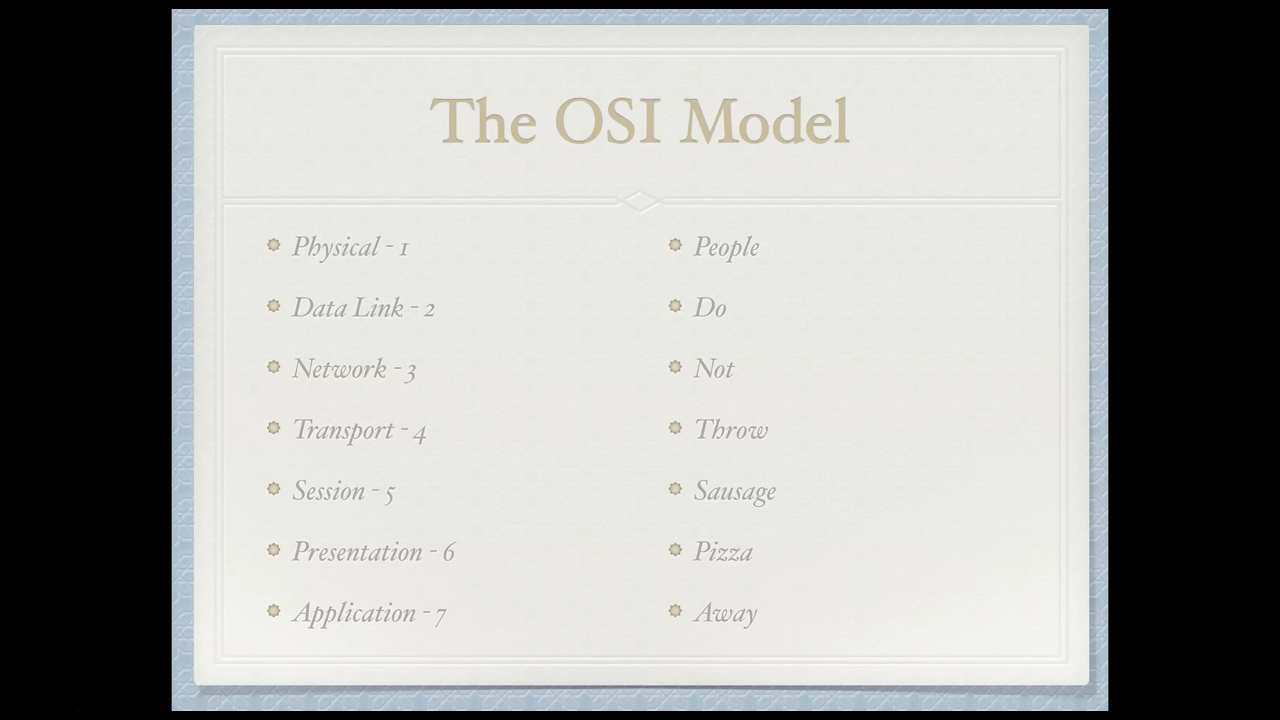 The OSI Model
Physical - 1
Data Link - 2
Network - 3
Transport - 4
Session - 5
Presentation - 6
Application - 7
People
Do
Not
Throw
Sausage
Pizza
Away